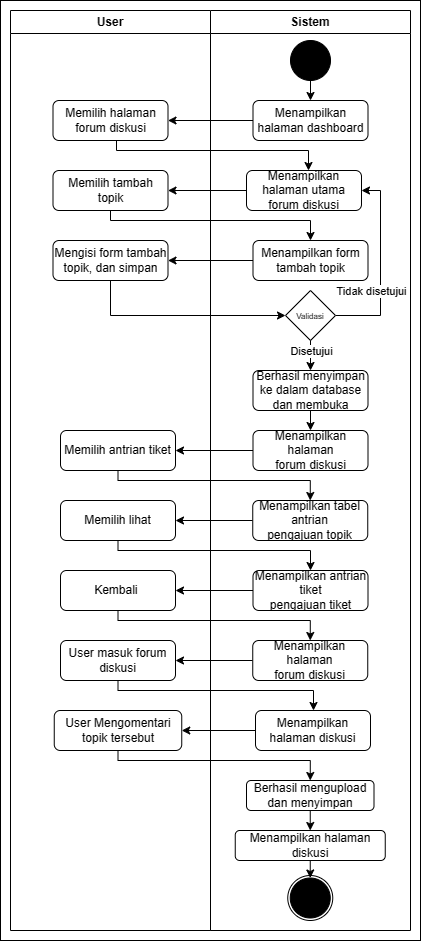 User
Sistem
Menampilkan
halaman dashboard
Memilih halaman
forum diskusi
Menampilkan
halaman utama
forum diskusi
Memilih tambah
topik
Menampilkan form
tambah topik
Mengisi form tambah
topik, dan simpan
Tidak disetujui
Validasi
Disetujui
Berhasil menyimpan
ke dalam database
dan membuka
Menampilkan
halaman
forum diskusi
Memilih antrian tiket
Menampilkan tabel
antrian
pengajuan topik
Memilih lihat
Menampilkan antrian
tiket
pengajuan tiket
Kembali
Menampilkan
halaman
forum diskusi
User masuk forum
diskusi
Menampilkan
halaman diskusi
User Mengomentari
topik tersebut
Berhasil mengupload
dan menyimpan
Menampilkan halaman
diskusi